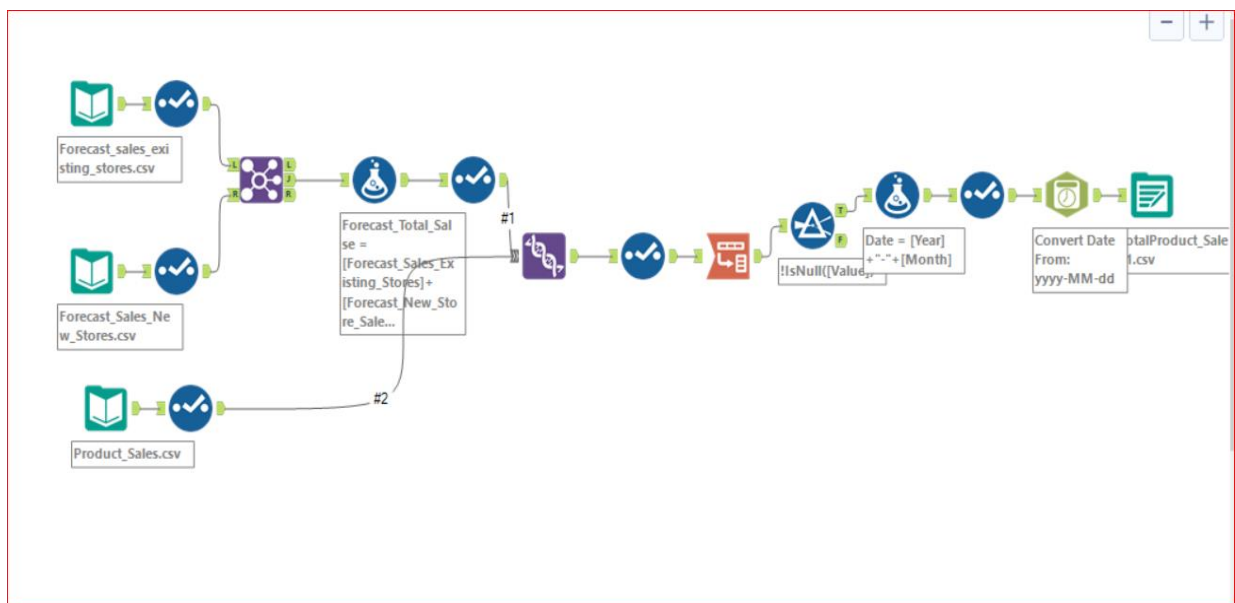 − +
Forecast_sales_exi
sting_stores.csv
L
R
L
J
R
Forecast_Sales_Ne
w_Stores.csv
Product_Sales.csv
Forecast_Total_Sal
se =
[Forecast_Sales_Ex
isting_Stores]+
[Forecast_New_Sto
re_Sale...
#1
#2
T
F
!IsNull([Value])
Date = [Year]
+"-"+[Month]
Convert Date
From:
yyyy-MM-dd
otalProduct_Sale
1.csv